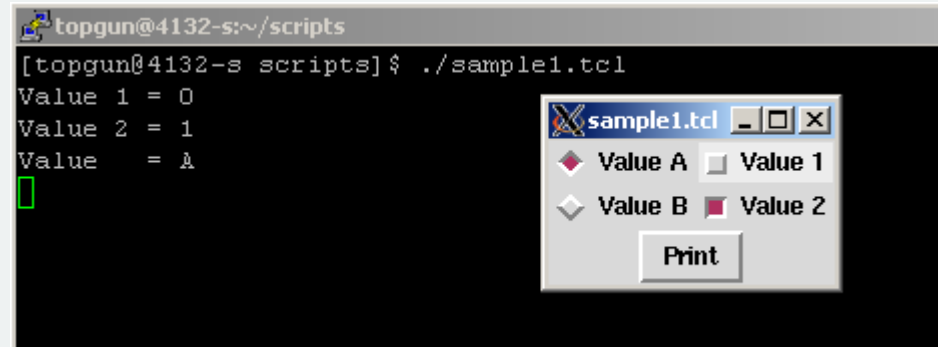 topgun@4132-s:~/scripts
[topgun@4132-s scripts]$ ./sample1.tcl
Value 1 = 0
Value 2 = 1
Value   = A
sample1.tcl
Value A Value 1
Value B Value 2
Print